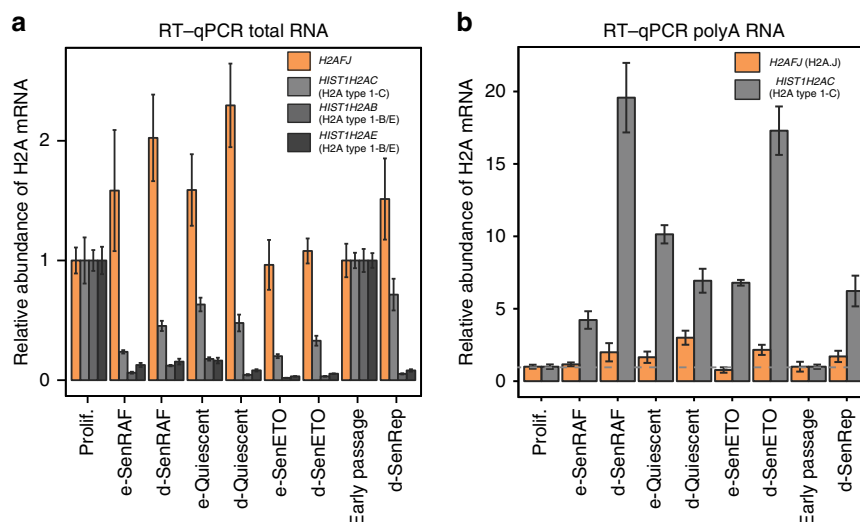 a
RT–qPCR total RNA
Relative abundance of H2A mRNA
2
1
0
H2AFJ
HIST1H2AC
(H2A type 1-C)
HIST1H2AB
(H2A type 1-B/E)
HIST1H2AE
(H2A type 1-B/E)
Prolif.
e-SenRAF
d-SenRAF
e-Quiescent
d-Quiescent
e-SenETO
d-SenETO
Early passage
d-SenRep
b
RT–qPCR polyA RNA
Relative abundance of H2A mRNA
20
15
10
5
0
H2AFJ (H2A.J)
HIST1H2AC
(H2A type 1-C)
Prolif.
e-SenRAF
d-SenRAF
e-Quiescent
d-Quiescent
e-SenETO
d-SenETO
Early passage
d-SenRep